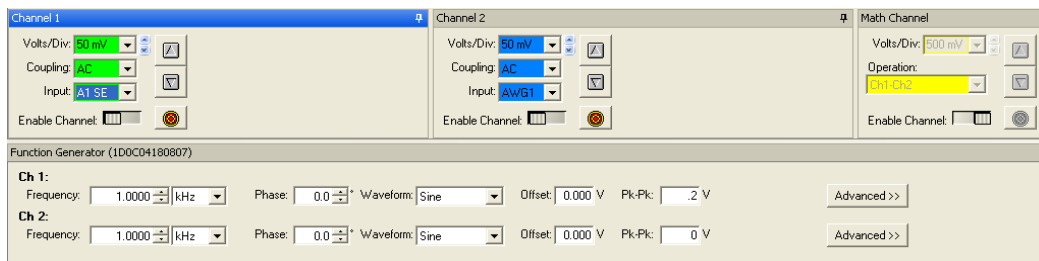 Channel 1
Volts/Div: 50 mV
Coupling: AC
Input: A1 SE
Enable Channel:
Channel 2
Volts/Div: 50 mV
Coupling: AC
Input: AWG1
Enable Channel:
Math Channel
Volts/Div: 500 mV
Operation:
Ch1-Ch2
Enable Channel:
Function Generator (1D0C04180807)
Ch 1:
Frequency: 1.0000 kHz Phase: 0.0 ° Waveform: Sine Offset: 0.000 V Pk-Pk: .2 V Advanced >>
Ch 2:
Frequency: 1.0000 kHz Phase: 0.0 ° Waveform: Sine Offset: 0.000 V Pk-Pk: 0 V Advanced >>